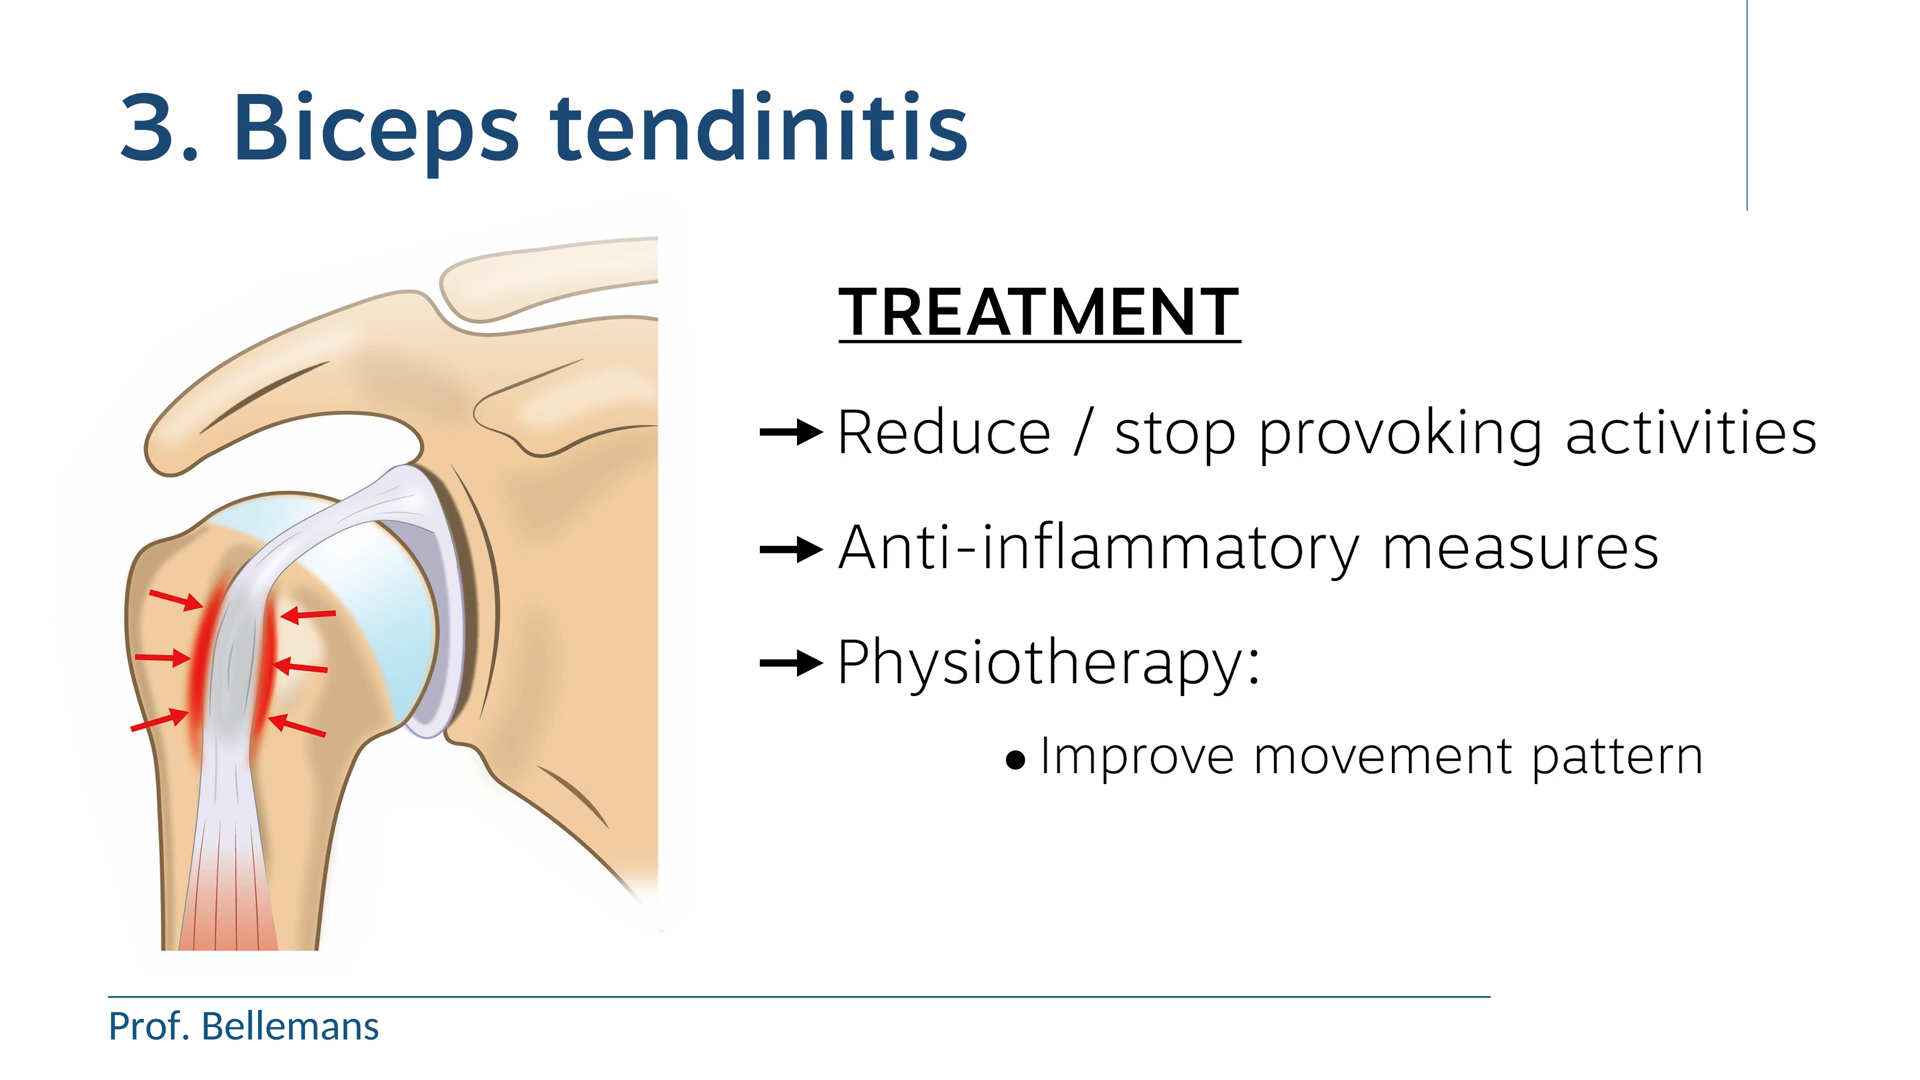 3. Biceps tendinitis
TREATMENT
→ Reduce / stop provoking activities
→ Anti-inflammatory measures
→ Physiotherapy:
• Improve movement pattern
Prof. Bellemans